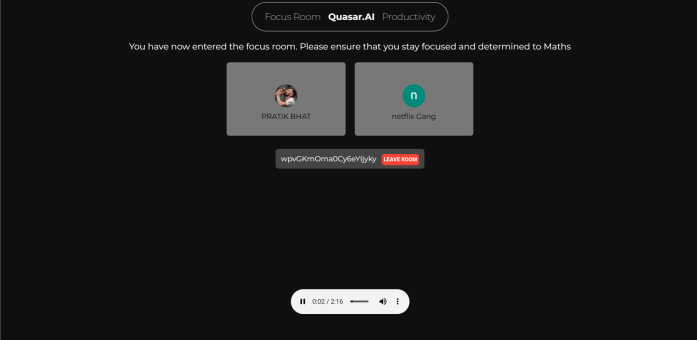 Focus Room Quasar.AI Productivity
You have now entered the focus room. Please ensure that you stay focused and determined to Maths
n
PRATIK BHAT
netflix Gang
wpvGKmOma0Cy6eYljyky LEAVE ROOM
0:02 / 2:16